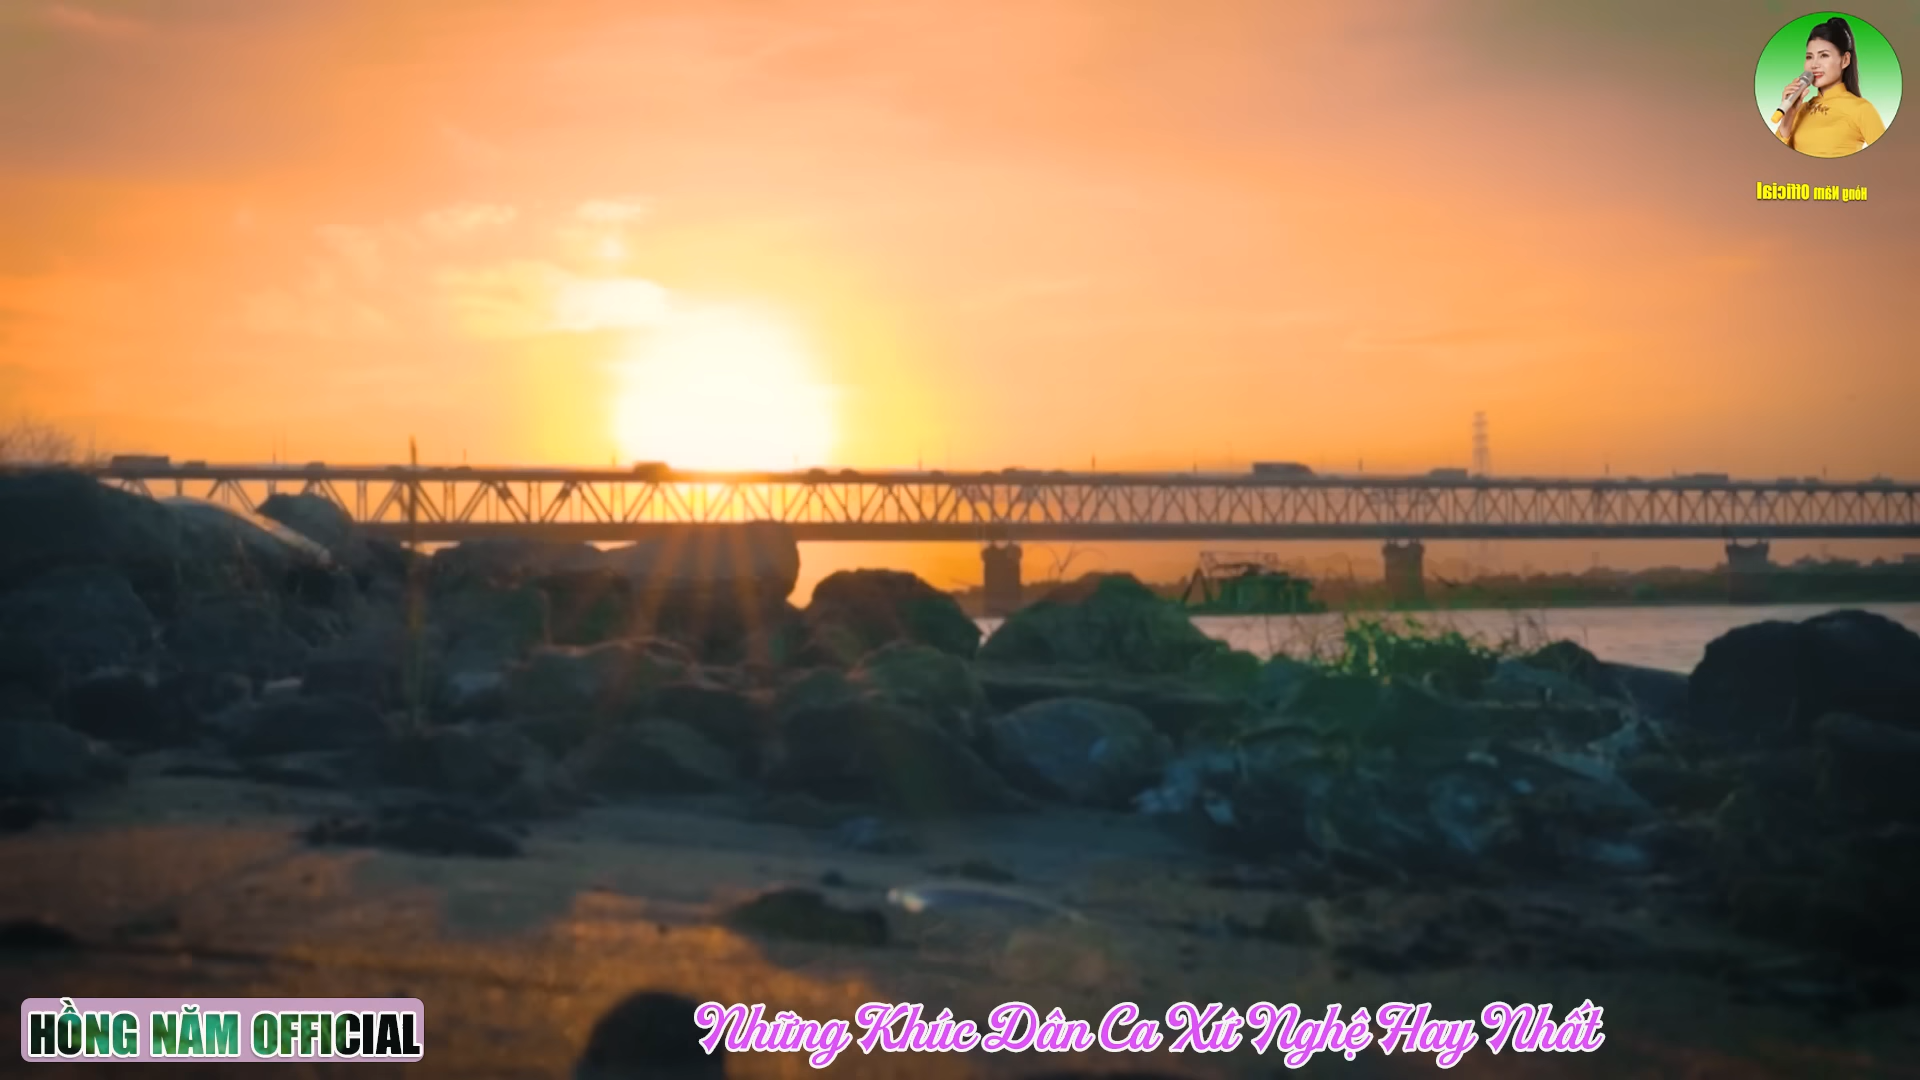 Hồng Năm Official
HỒNG NĂM OFFICIAL
Những Khúc Dân Ca Xứ Nghệ Hay Nhất